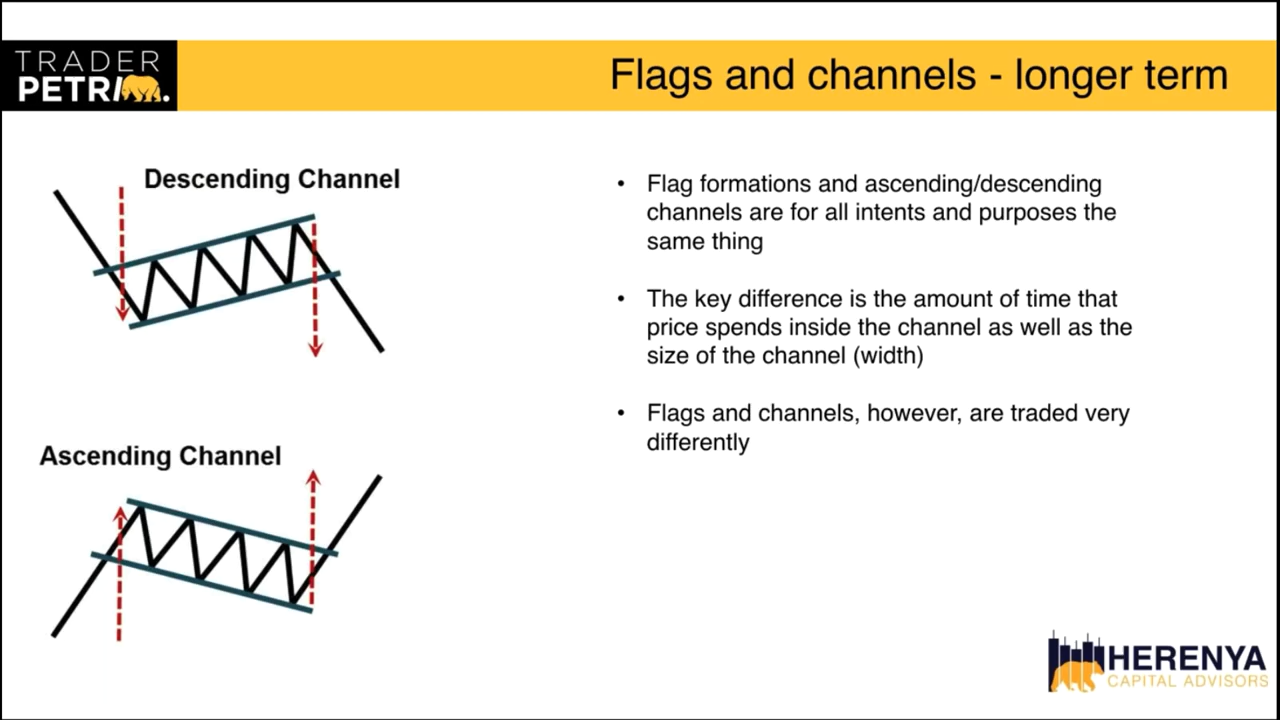 TRADER
PETRI.
Flags and channels - longer term
Descending Channel
Ascending Channel
• Flag formations and ascending/descending
channels are for all intents and purposes the
same thing
• The key difference is the amount of time that
price spends inside the channel as well as the
size of the channel (width)
• Flags and channels, however, are traded very
differently
HERENYA
CAPITAL ADVISORS